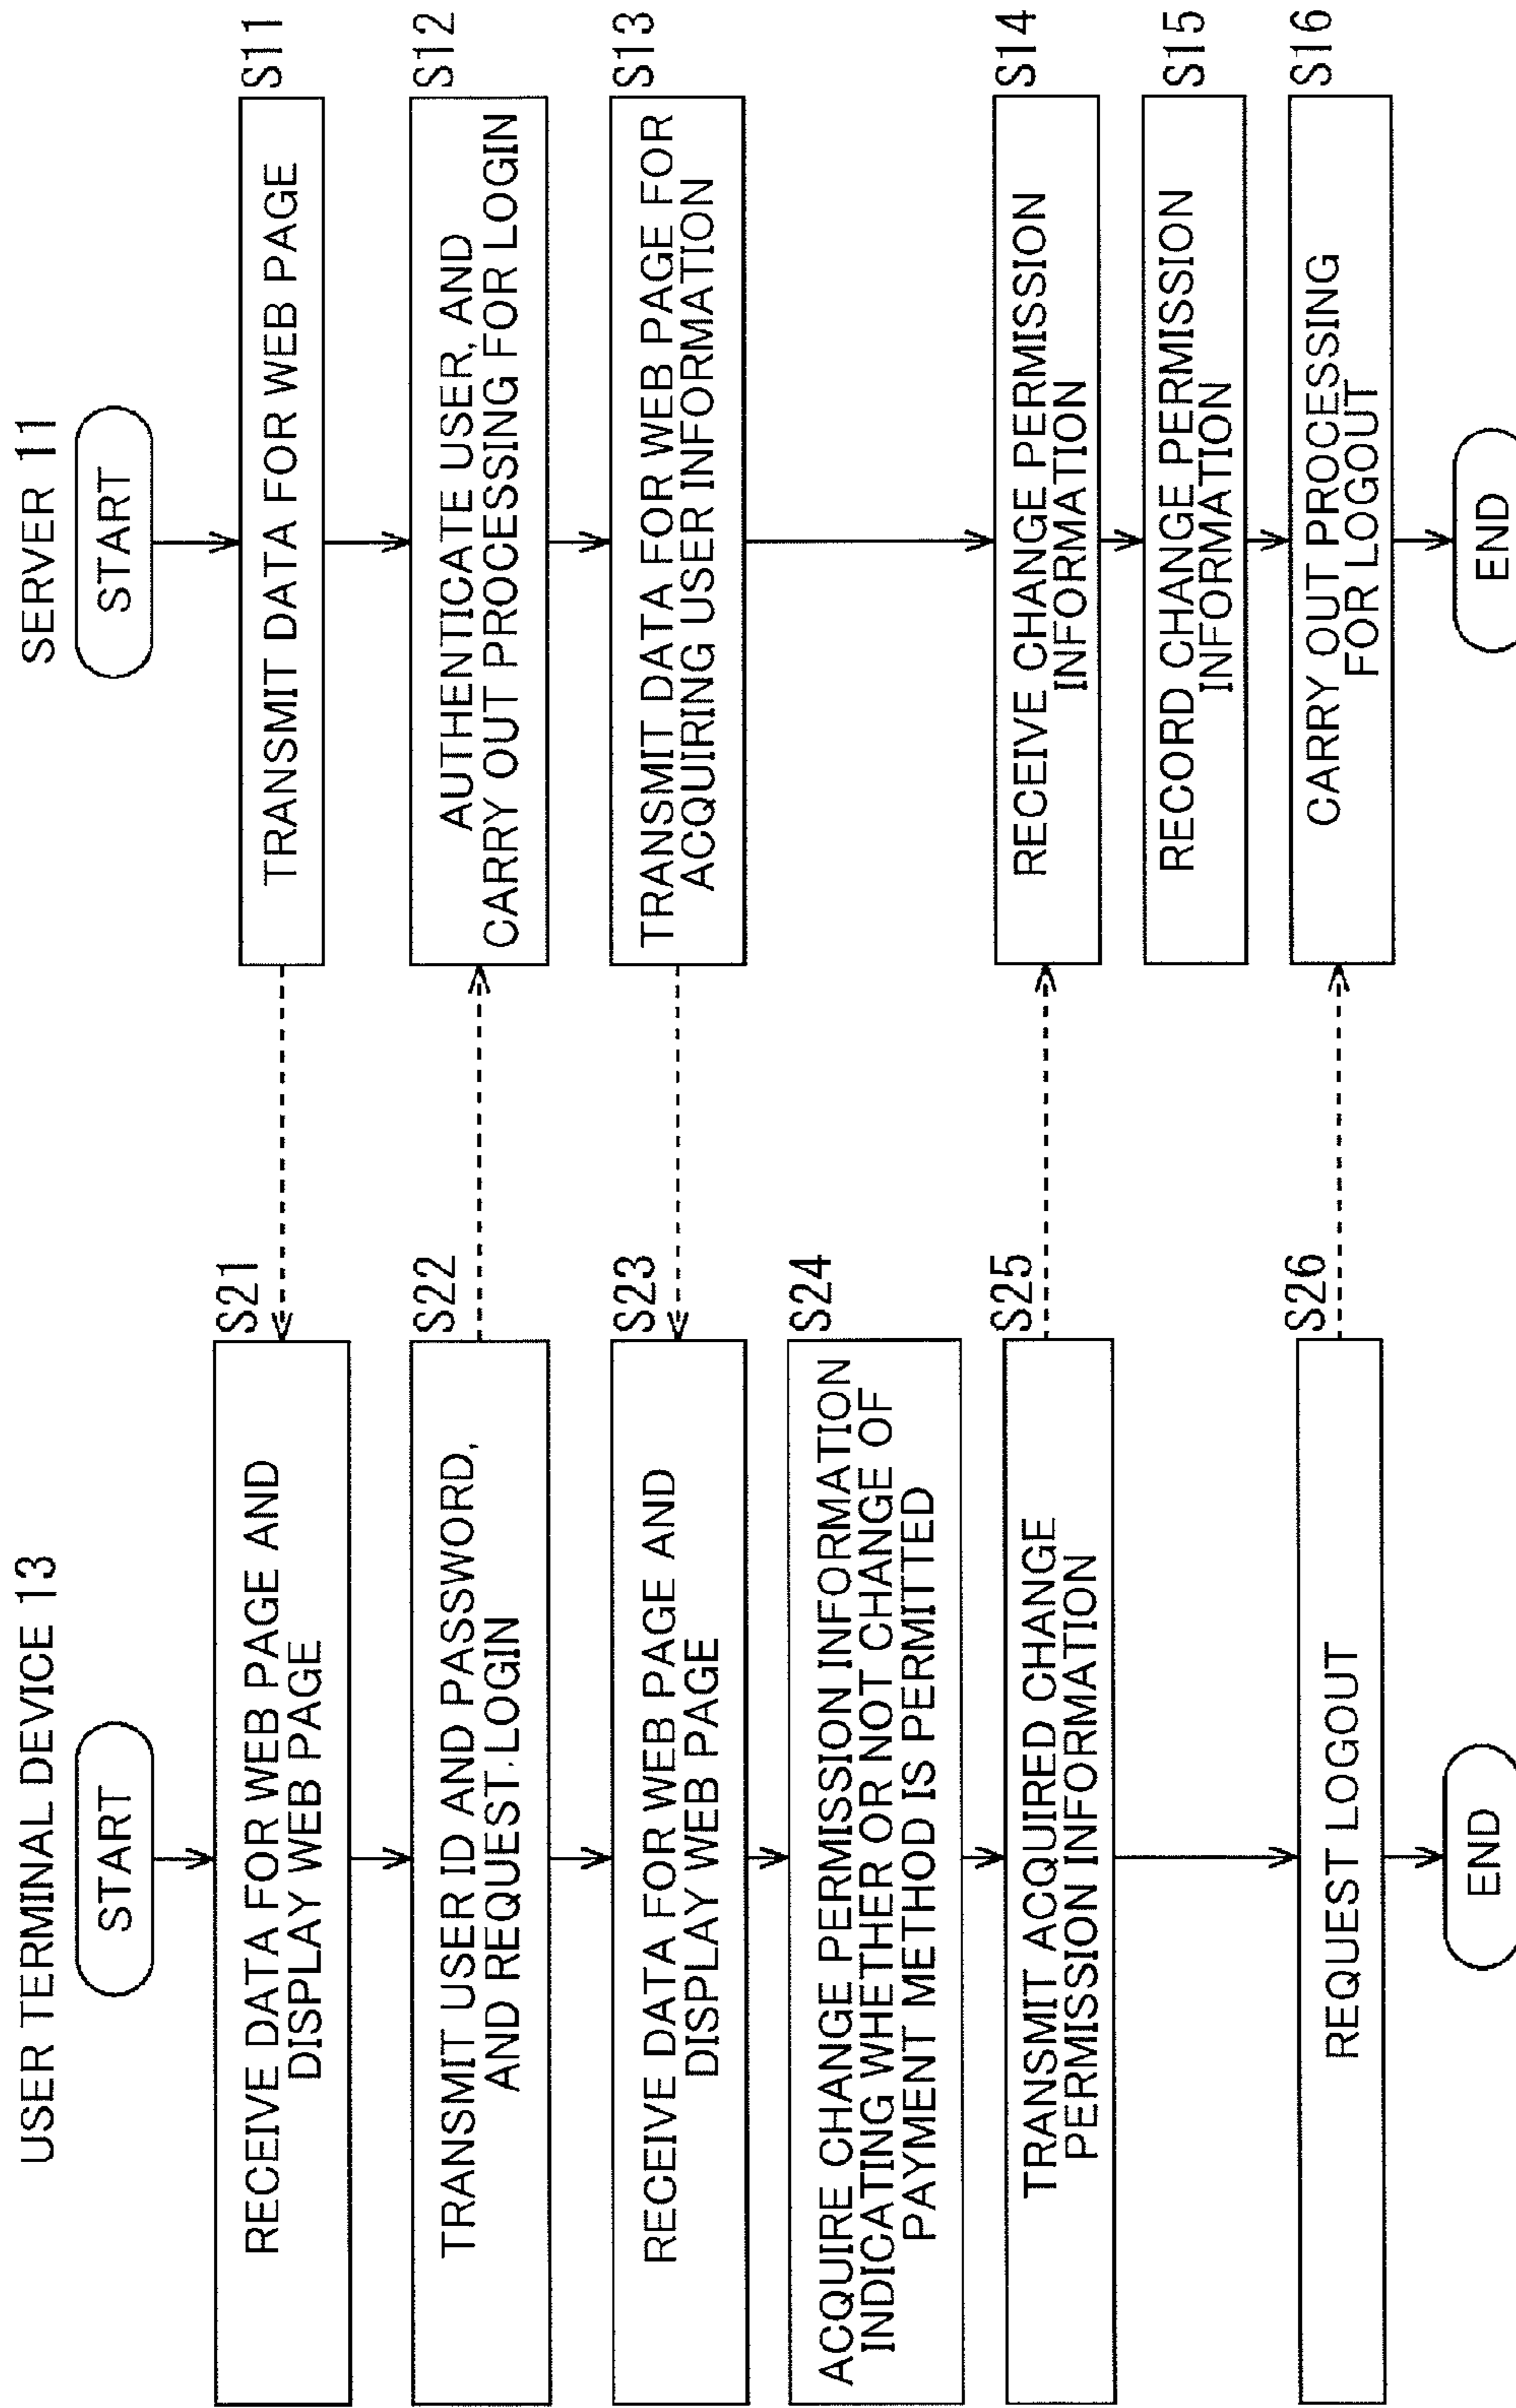 USER TERMINAL DEVICE 13
START
S21
RECEIVE DATA FOR WEB PAGE AND
DISPLAY WEB PAGE
S22
TRANSMIT USER ID AND PASSWORD,
AND REQUEST LOGIN
S23
RECEIVE DATA FOR WEB PAGE AND
DISPLAY WEB PAGE
S24
ACQUIRE CHANGE PERMISSION INFORMATION
INDICATING WHETHER OR NOT CHANGE OF
PAYMENT METHOD IS PERMITTED
S25
TRANSMIT ACQUIRED CHANGE
PERMISSION INFORMATION
S26
REQUEST LOGOUT
END
SERVER 11
START
S11
TRANSMIT DATA FOR WEB PAGE
S12
AUTHENTICATE USER, AND
CARRY OUT PROCESSING FOR LOGIN
S13
TRANSMIT DATA FOR WEB PAGE FOR
ACQUIRING USER INFORMATION
S14
RECEIVE CHANGE PERMISSION
INFORMATION
S15
RECORD CHANGE PERMISSION
INFORMATION
S16
CARRY OUT PROCESSING
FOR LOGOUT
END